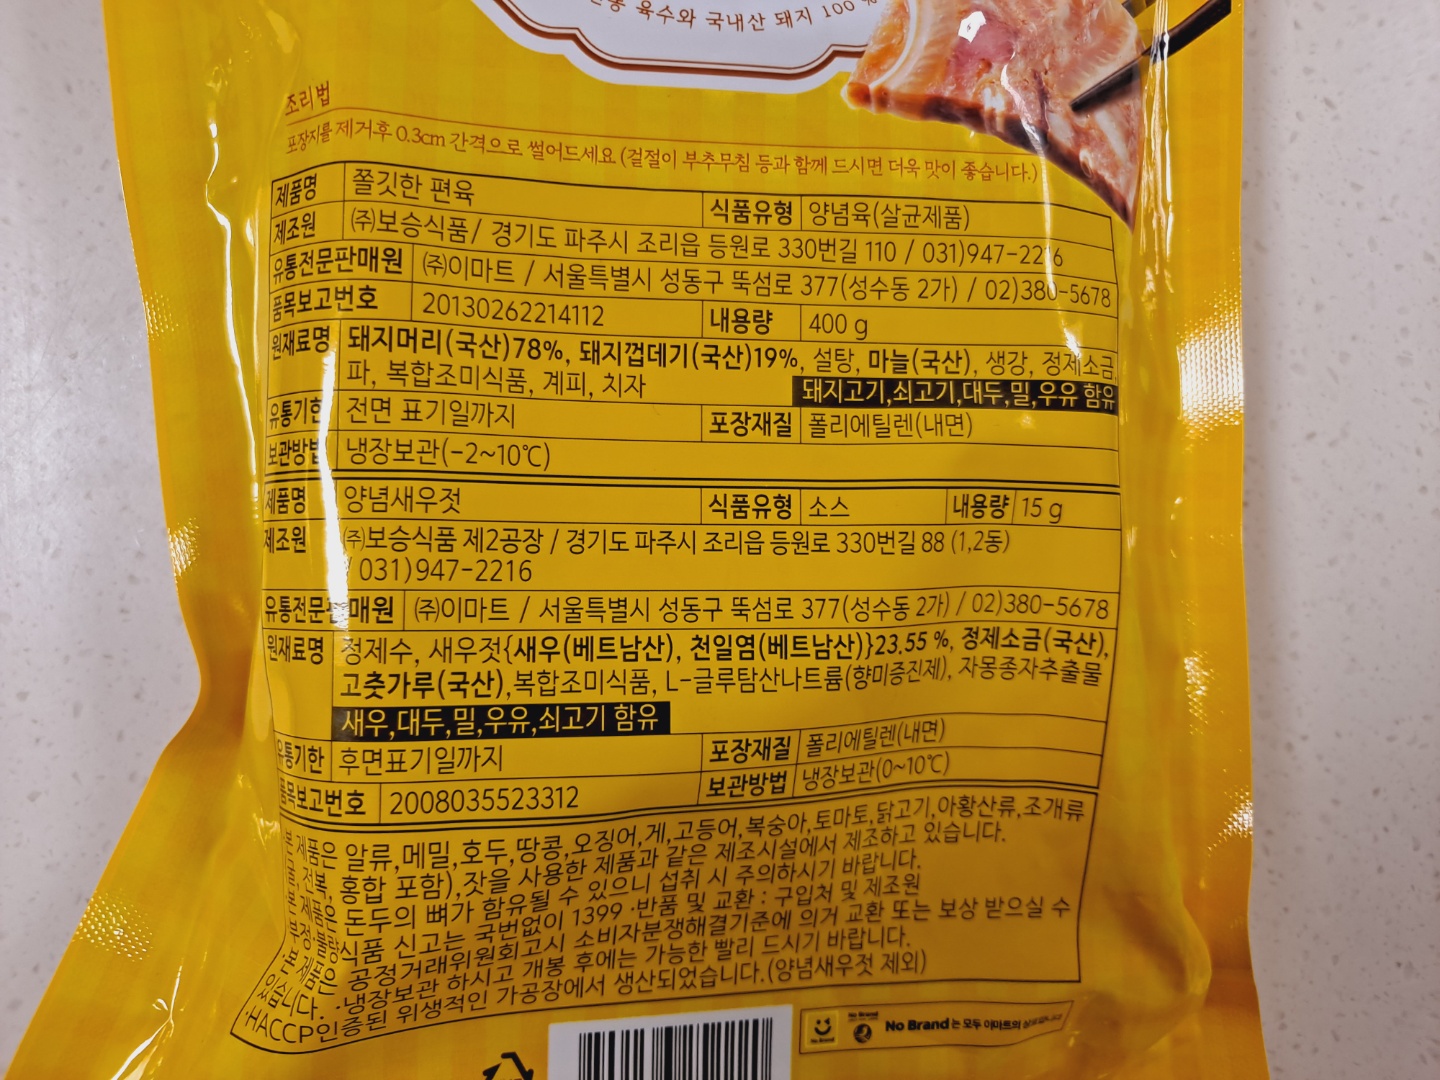 육수와 국내산 돼지 100%
조리법
포장지를 제거후 0.3cm 간격으로 썰어드세요 (겉절이 부추무침 등과 함께 드시면 더욱 맛이 좋습니다.)
제품명 쫄깃한 편육 식품유형 양념육(살균제품)
제조원 ㈜보승식품/ 경기도 파주시 조리읍 등원로 330번길 110 / 031)947-2216
유통전문판매원 ㈜이마트 / 서울특별시 성동구 뚝섬로 377(성수동 2가) / 02)380-5678
품목보고번호 20130262214112 내용량 400 g
원재료명 돼지머리(국산)78%, 돼지껍데기(국산)19%, 설탕, 마늘(국산), 생강, 정제소금,
파, 복합조미식품, 계피, 치자 돼지고기,쇠고기,대두,밀,우유 함유
유통기한 전면 표기일까지 포장재질 폴리에틸렌(내면)
보관방법 냉장보관(-2~10℃)
제품명 양념새우젓 식품유형 소스 내용량 15 g
제조원 ㈜보승식품 제2공장 / 경기도 파주시 조리읍 등원로 330번길 88 (1,2동)
/ 031)947-2216
유통전문판매원 ㈜이마트 / 서울특별시 성동구 뚝섬로 377(성수동 2가) / 02)380-5678
원재료명 정제수, 새우젓{새우(베트남산), 천일염(베트남산)}23.55 %, 정제소금(국산),
고춧가루(국산),복합조미식품, L-글루탐산나트륨(향미증진제), 자몽종자추출물
새우,대두,밀,우유,쇠고기 함유
유통기한 후면표기일까지 포장재질 폴리에틸렌(내면)
품목보고번호 2008035523312 보관방법 냉장보관(0~10℃)
본 제품은 알류,메밀,호두,땅콩,오징어,게,고등어,복숭아,토마토,닭고기,아황산류,조개류
전복, 홍합 포함),잣을 사용한 제품과 같은 제조시설에서 제조하고 있습니다.
제품은 돈두의 뼈가 함유될 수 있으니 섭취 시 주의하시기 바랍니다.
부정·불량식품 신고는 국번없이 1399 ·반품 및 교환 : 구입처 및 제조원
제품은 공정거래위원회고시 소비자분쟁해결기준에 의거 교환 또는 보상 받으실 수
있습니다. ·냉장보관 하시고 개봉 후에는 가능한 빨리 드시기 바랍니다.
·HACCP인증된 위생적인 가공장에서 생산되었습니다.(양념새우젓 제외)
No Brand 는 모두 이마트의